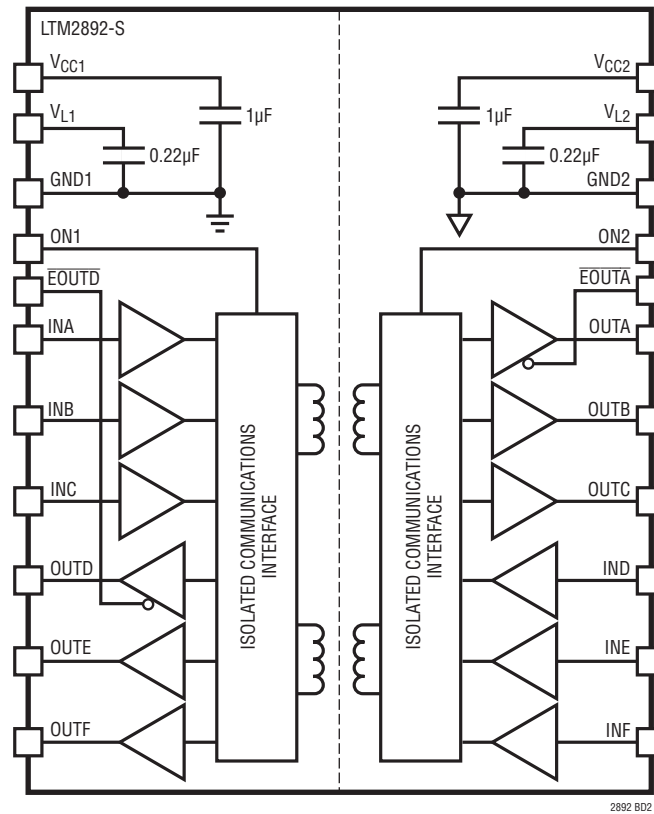 LTM2892-S
VCC1
VCC2
VL1
1µF
1µF
VL2
0.22µF
0.22µF
GND1
GND2
ON1
ON2
EOUTD
EOUTA
INA
OUTA
INB
OUTB
INC
OUTC
ISOLATED COMMUNICATIONS
INTERFACE
ISOLATED COMMUNICATIONS
INTERFACE
OUTD
IND
OUTE
INE
OUTF
INF
2892 BD2